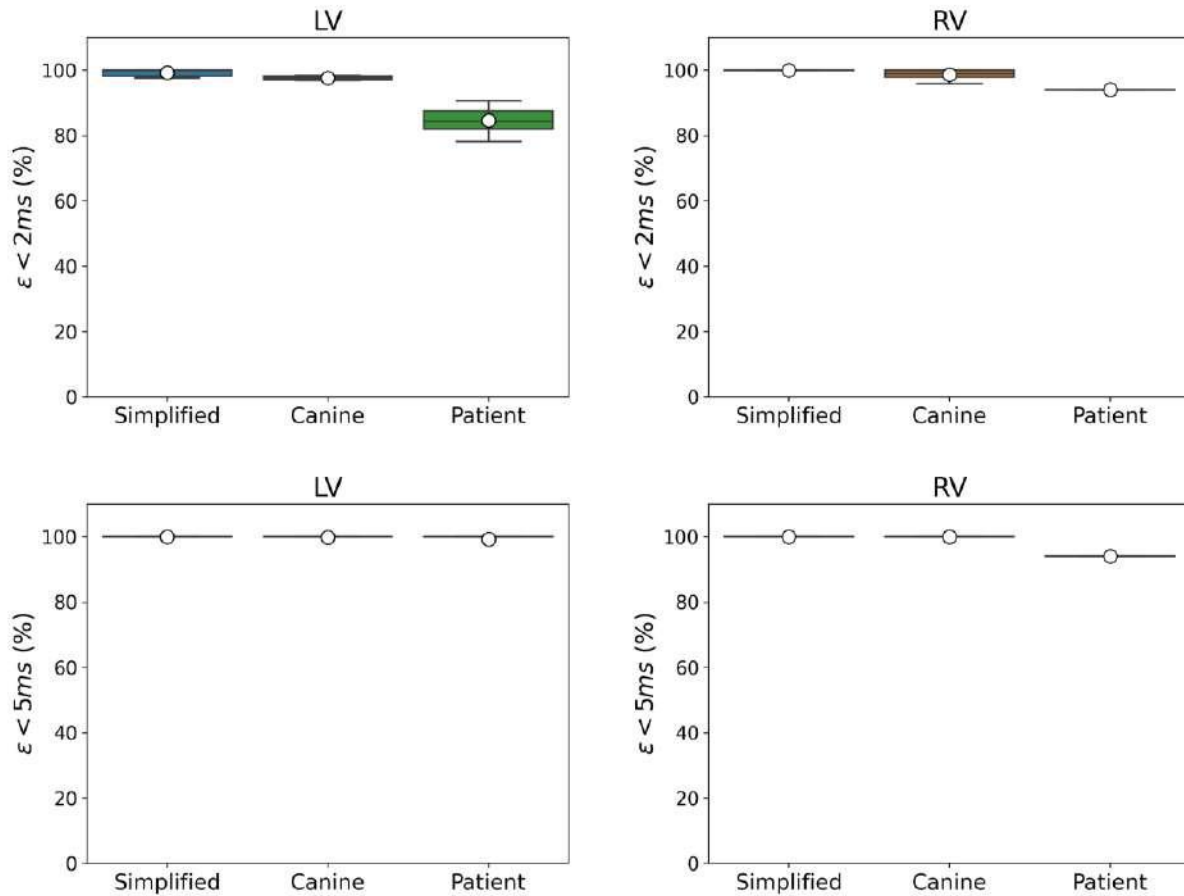 LV
ε < 2ms (%)
100
80
60
40
20
0
Simplified Canine Patient
RV
ε < 2ms (%)
100
80
60
40
20
0
Simplified Canine Patient
LV
ε < 5ms (%)
100
80
60
40
20
0
Simplified Canine Patient
RV
ε < 5ms (%)
100
80
60
40
20
0
Simplified Canine Patient